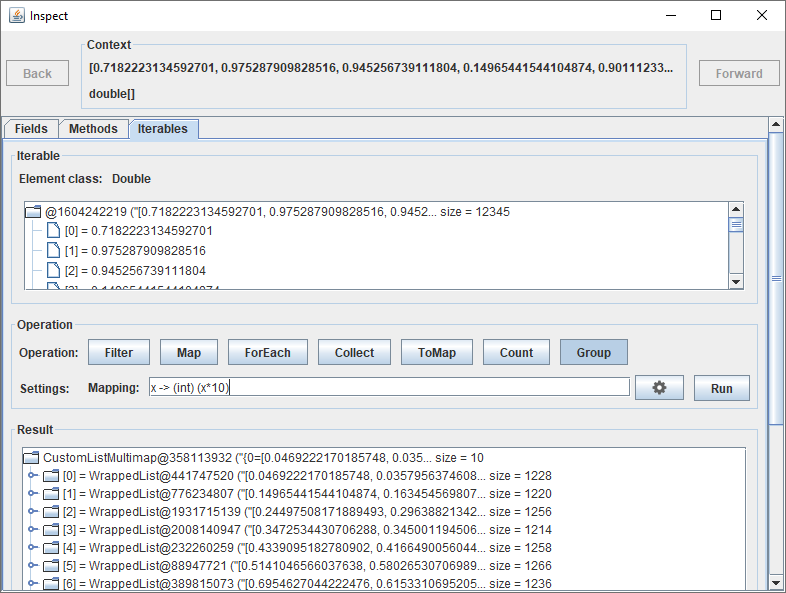 Inspect
Context
Back
[0.7182223134592701, 0.975287909828516, 0.945256739111804, 0.14965441544104874, 0.90111233...
Forward
double[]
Fields Methods Iterables
Iterable
Element class: Double
@1604242219 ("[0.7182223134592701, 0.975287909828516, 0.9452... size = 12345
[0] = 0.7182223134592701
[1] = 0.975287909828516
[2] = 0.945256739111804
[3] = 0.14965441544104874
Operation
Operation: Filter Map ForEach Collect ToMap Count Group
Settings: Mapping: x -> (int) (x*10) Run
Result
CustomListMultimap@358113932 ("{0=[0.0469222170185748, 0.035... size = 10
[0] = WrappedList@441747520 ("[0.0469222170185748, 0.0357956374608... size = 1228
[1] = WrappedList@776234807 ("[0.14965441544104874, 0.163454569807... size = 1220
[2] = WrappedList@1931715139 ("[0.24497508171889493, 0.29638821342... size = 1256
[3] = WrappedList@2008140947 ("[0.3472534430706288, 0.345001194506... size = 1214
[4] = WrappedList@232260259 ("[0.4339095182780902, 0.4166490056044... size = 1258
[5] = WrappedList@88947721 ("[0.5141046566037638, 0.58026530706989... size = 1266
[6] = WrappedList@389815073 ("[0.6954627044222476, 0.6153310695205... size = 1236